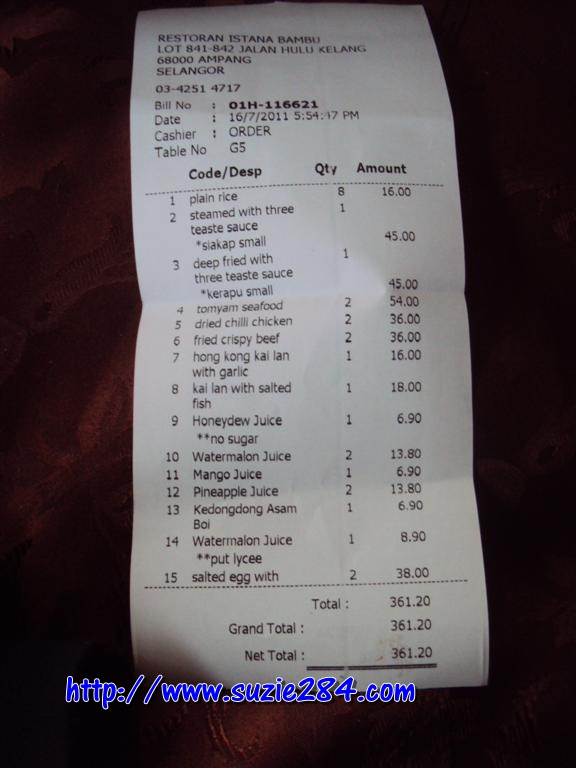 RESTORAN ISTANA BAMBU
LOT 841-842 JALAN HULU KELANG
68000 AMPANG
SELANGOR
03-4251 4717
Bill No : 01H-116621
Date : 16/7/2011 5:54:47 PM
Cashier : ORDER
Table No G5
Code/Desp Qty Amount
1 plain rice 8 16.00
2 steamed with three 1
teaste sauce
*siakap small 45.00
3 deep fried with 1
three teaste sauce
*kerapu small 45.00
4 tomyam seafood 2 54.00
5 dried chilli chicken 2 36.00
6 fried crispy beef 2 36.00
7 hong kong kai lan 1 16.00
with garlic
8 kai lan with salted 1 18.00
fish
9 Honeydew Juice 1 6.90
**no sugar
10 Watermalon Juice 2 13.80
11 Mango Juice 1 6.90
12 Pineapple Juice 2 13.80
13 Kedongdong Asam 1 6.90
Boi
14 Watermalon Juice 1 8.90
**put lycee
15 salted egg with 2 38.00
Total : 361.20
Grand Total : 361.20
Net Total : 361.20
http://www.suzie284.com